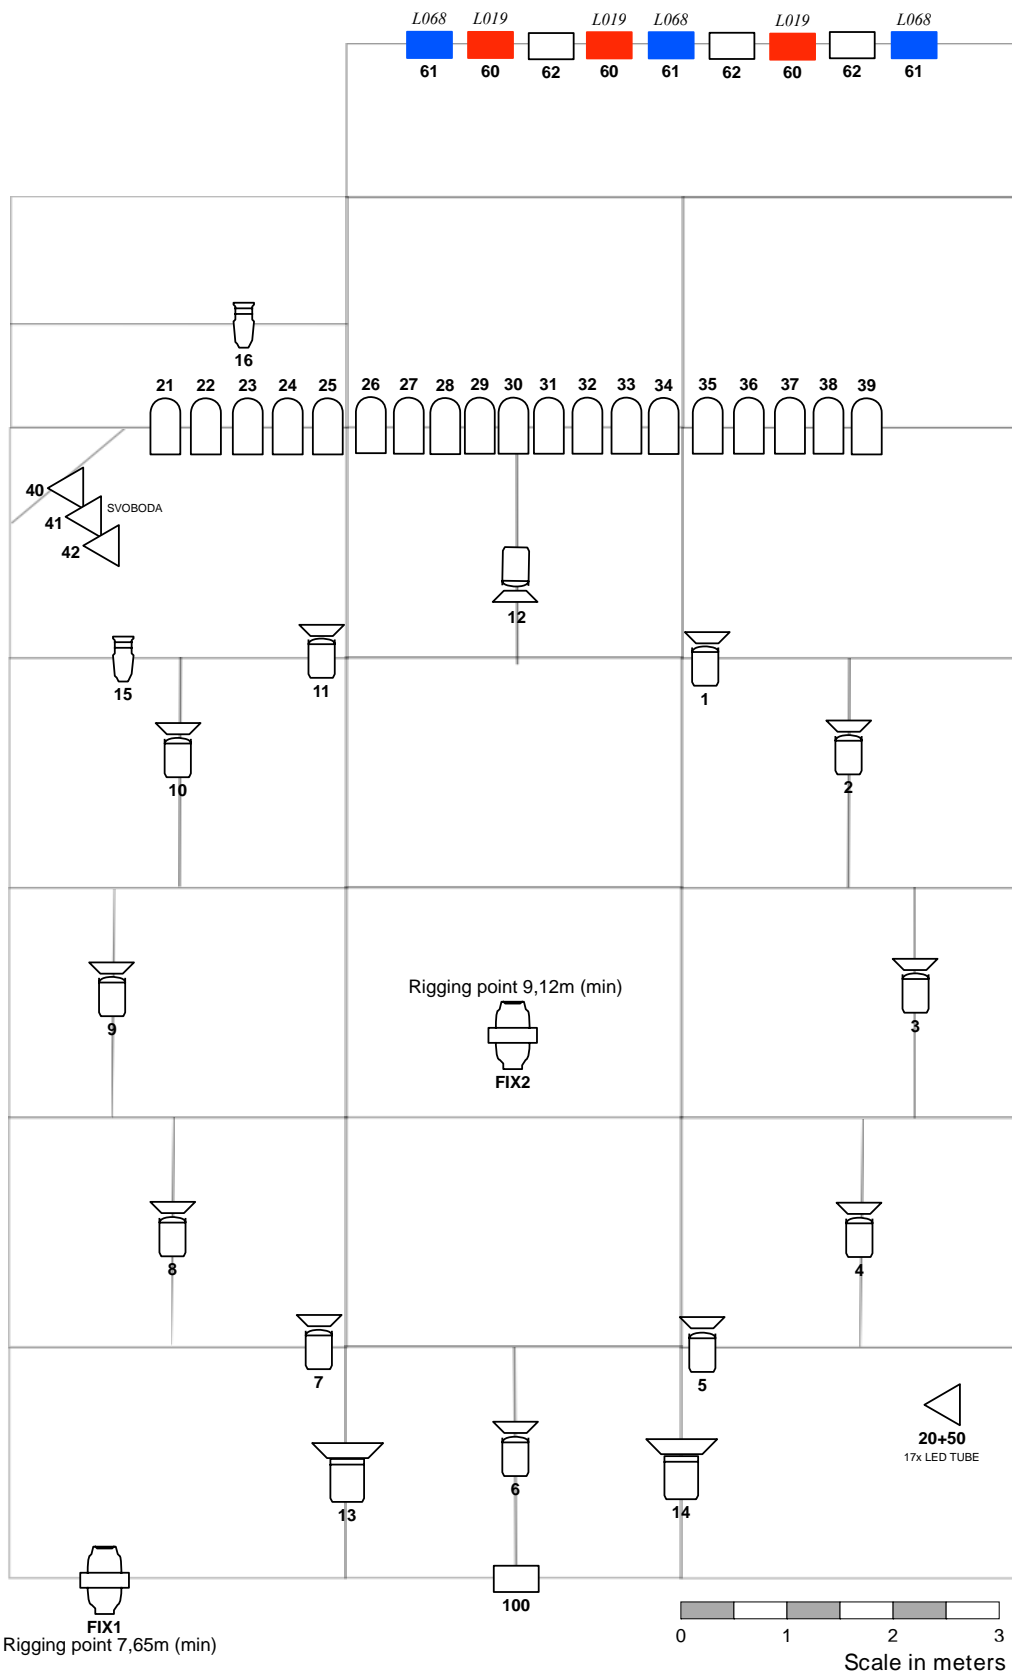 L068 L019 L019 L068 L019 L068
61 60 62 60 61 62 60 62 61
16
21 22 23 24 25 26 27 28 29 30 31 32 33 34 35 36 37 38 39
40
41 SVOBODA
42
12
15 11 1
10 2
Rigging point 9,12m (min)
9 3
FIX2
8 4
7 5
20+50
17x LED TUBE
6
13 14
100
FIX1
Rigging point 7,65m (min)
0 1 2 3
Scale in meters